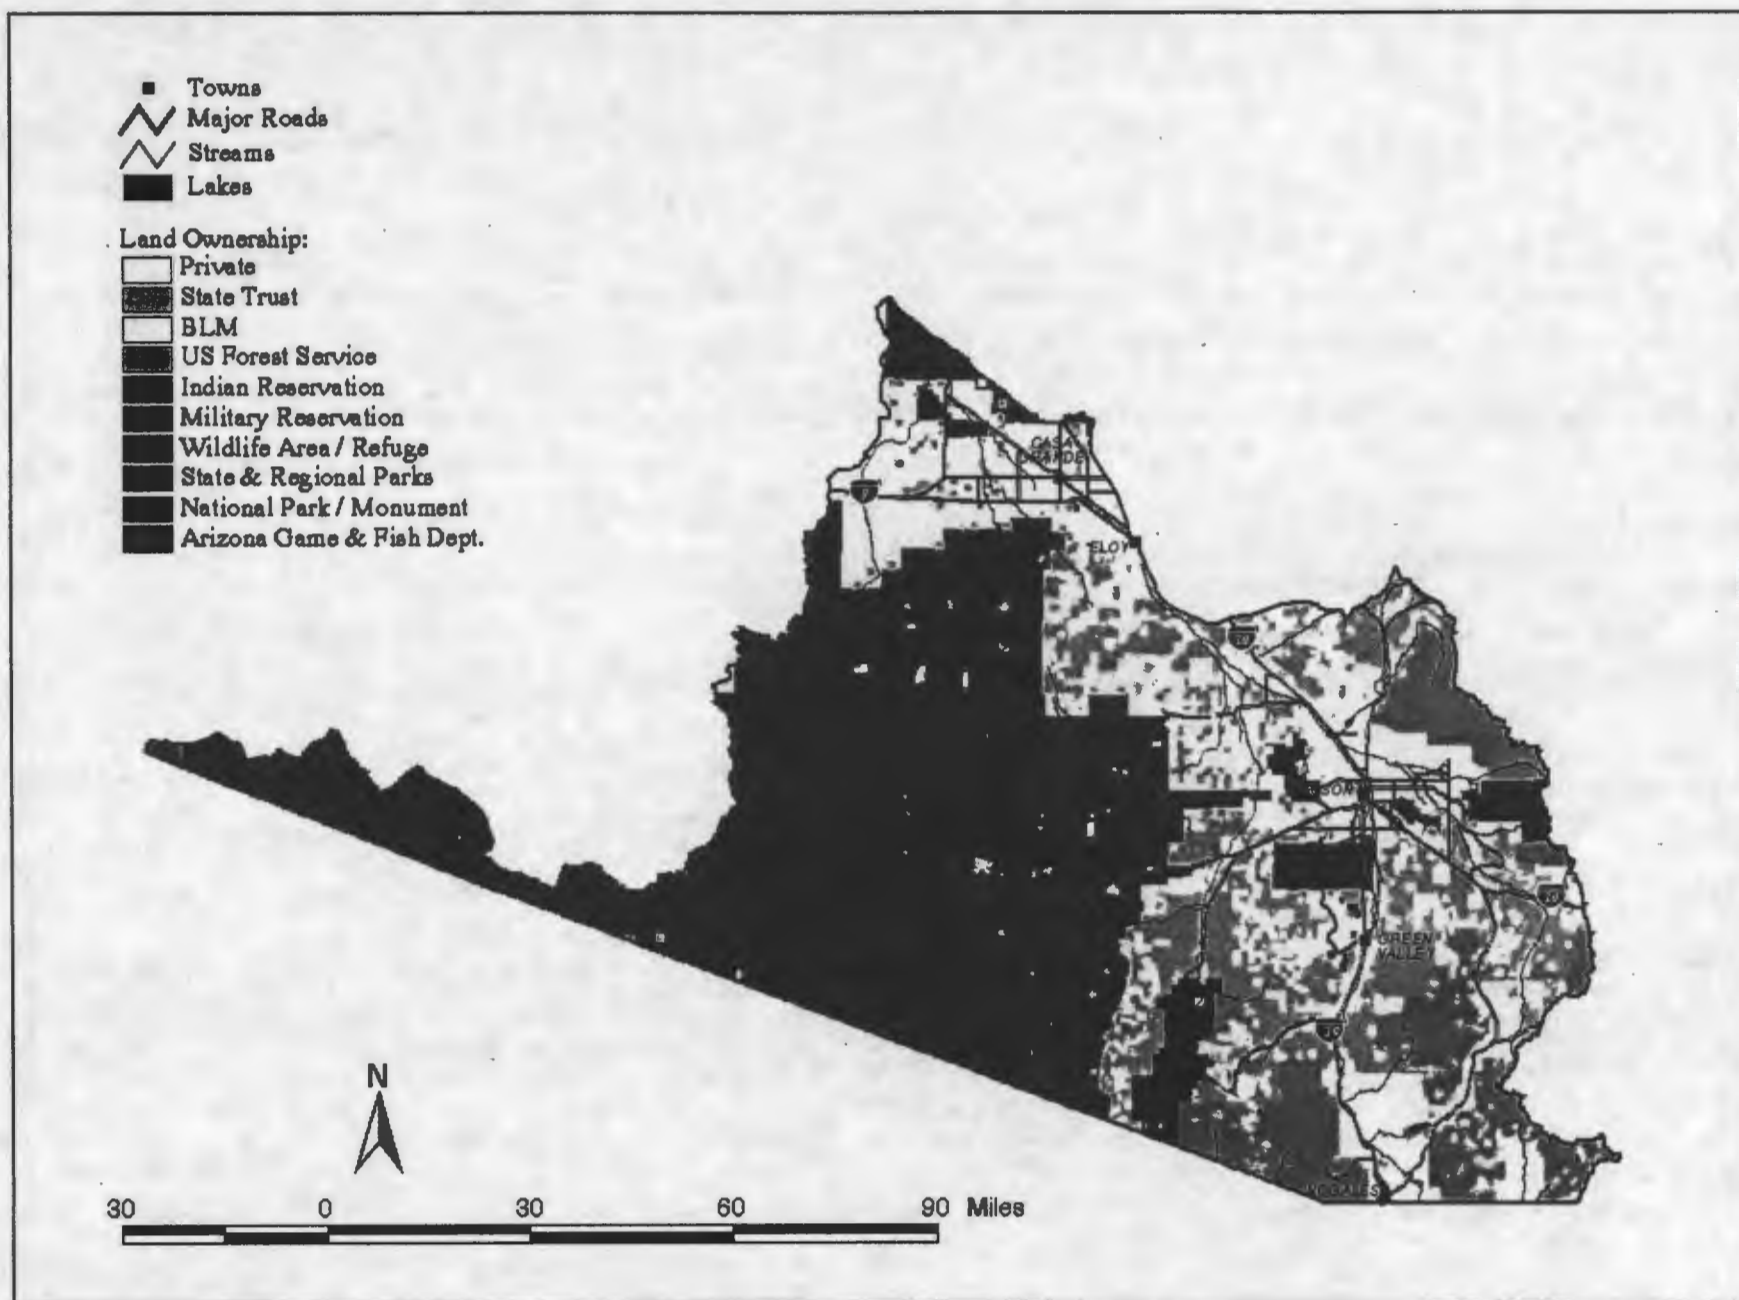 Towns
Major Roads
Streams
Lakes
Land Ownership:
Private
State Trust
BLM
US Forest Service
Indian Reservation
Military Reservation
Wildlife Area / Refuge
State & Regional Parks
National Park / Monument
Arizona Game & Fish Dept.
CASA
GRANDE
ELOY
GREEN
VALLEY
NOGALES
N
30 0 30 60 90 Miles